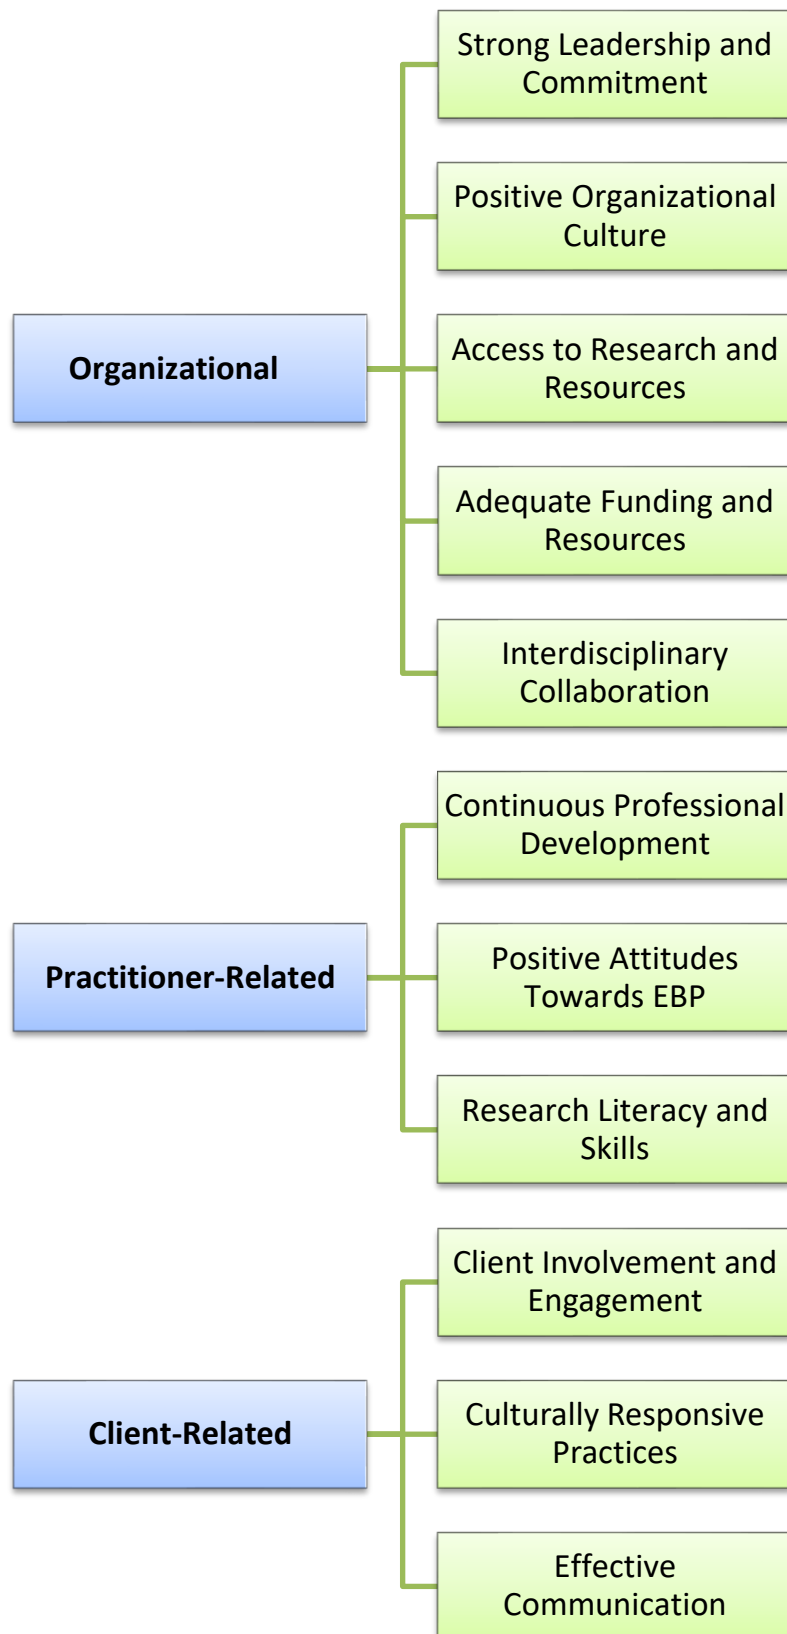 Organizational
Strong Leadership and
Commitment
Positive Organizational
Culture
Access to Research and
Resources
Adequate Funding and
Resources
Interdisciplinary
Collaboration
Practitioner-Related
Continuous Professional
Development
Positive Attitudes
Towards EBP
Research Literacy and
Skills
Client-Related
Client Involvement and
Engagement
Culturally Responsive
Practices
Effective
Communication